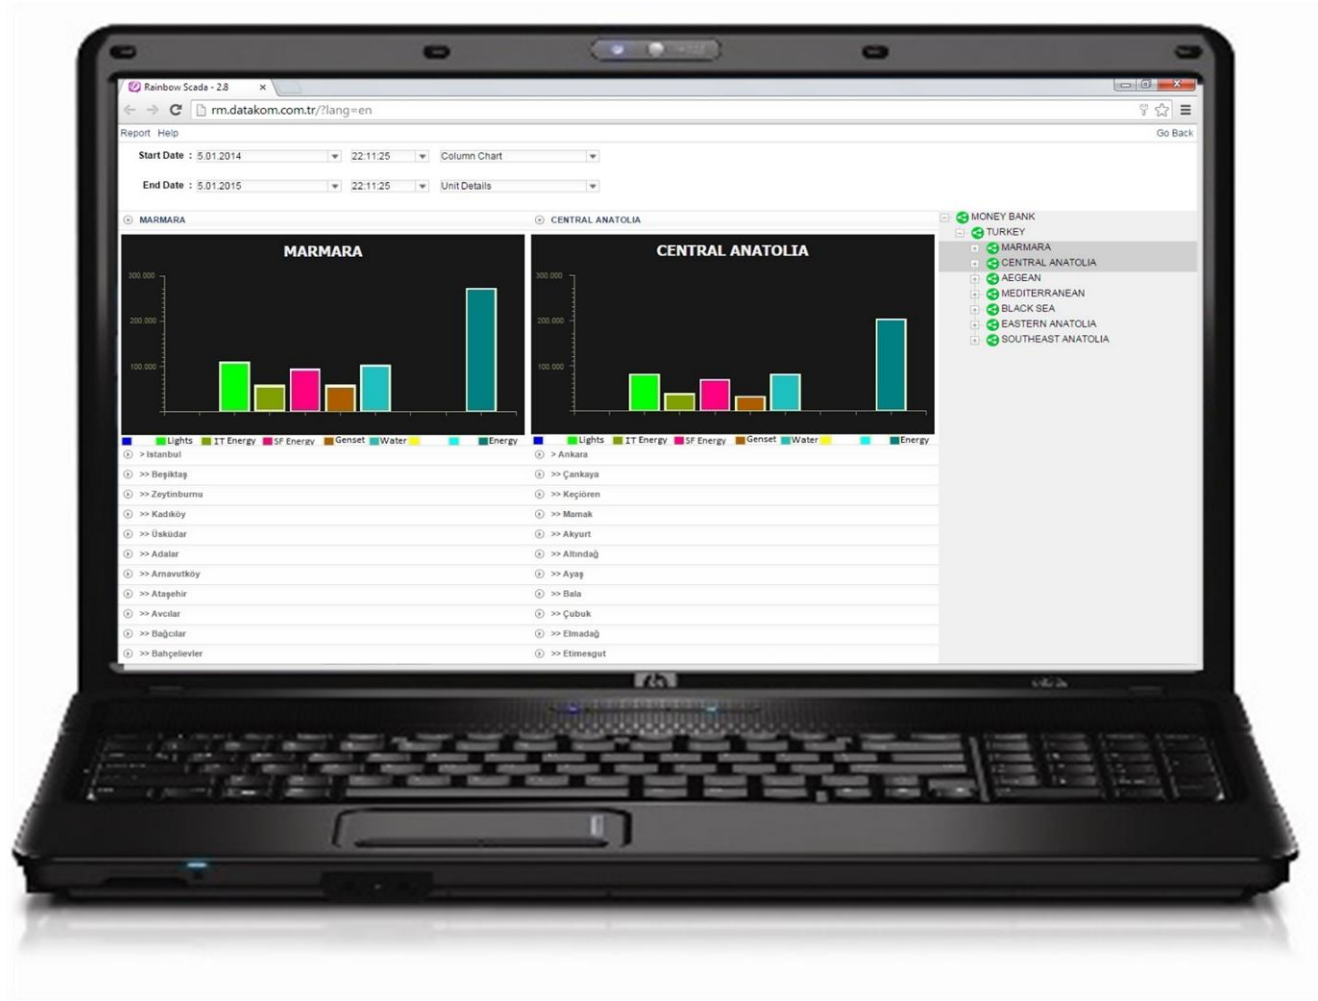 Rainbow Scada - 2.8
rm.datakom.com.tr/?lang=en
Report Help Go Back
Start Date : 5.01.2014 22:11:25 Column Chart
End Date : 5.01.2015 22:11:25 Unit Details
MARMARA
MARMARA
300.000
200.000
100.000
Lights IT Energy SF Energy Genset Water Energy
> Istanbul
>> Beşiktaş
>> Zeytinburnu
>> Kadıköy
>> Üsküdar
>> Adalar
>> Arnavutköy
>> Ataşehir
>> Avcılar
>> Bağcılar
>> Bahçelievler
CENTRAL ANATOLIA
CENTRAL ANATOLIA
300.000
200.000
100.000
Lights IT Energy SF Energy Genset Water Energy
> Ankara
>> Çankaya
>> Keçiören
>> Mamak
>> Akyurt
>> Altındağ
>> Ayaş
>> Bala
>> Çubuk
>> Elmadağ
>> Etimesgut
MONEY BANK
TURKEY
MARMARA
CENTRAL ANATOLIA
AEGEAN
MEDITERRANEAN
BLACK SEA
EASTERN ANATOLIA
SOUTHEAST ANATOLIA
hp